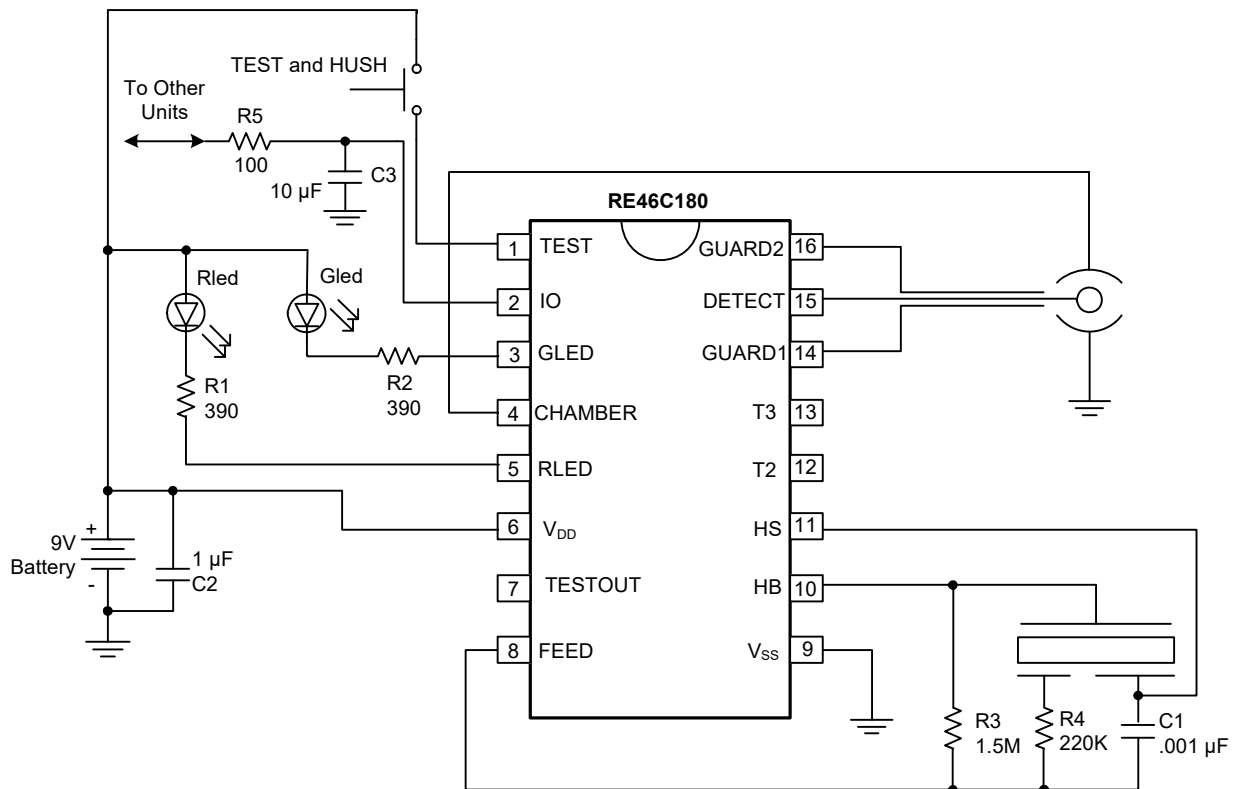 TEST and HUSH
To Other
Units
R5
100
10 µF
C3
RE46C180
1 TEST
2 IO
3 GLED
4 CHAMBER
5 RLED
6 VDD
7 TESTOUT
8 FEED
GUARD2 16
DETECT 15
GUARD1 14
T3 13
T2 12
HS 11
HB 10
VSS 9
Rled
Gled
R1
390
R2
390
9V
Battery
+
-
1 µF
C2
R3
1.5M
R4
220K
C1
.001 µF